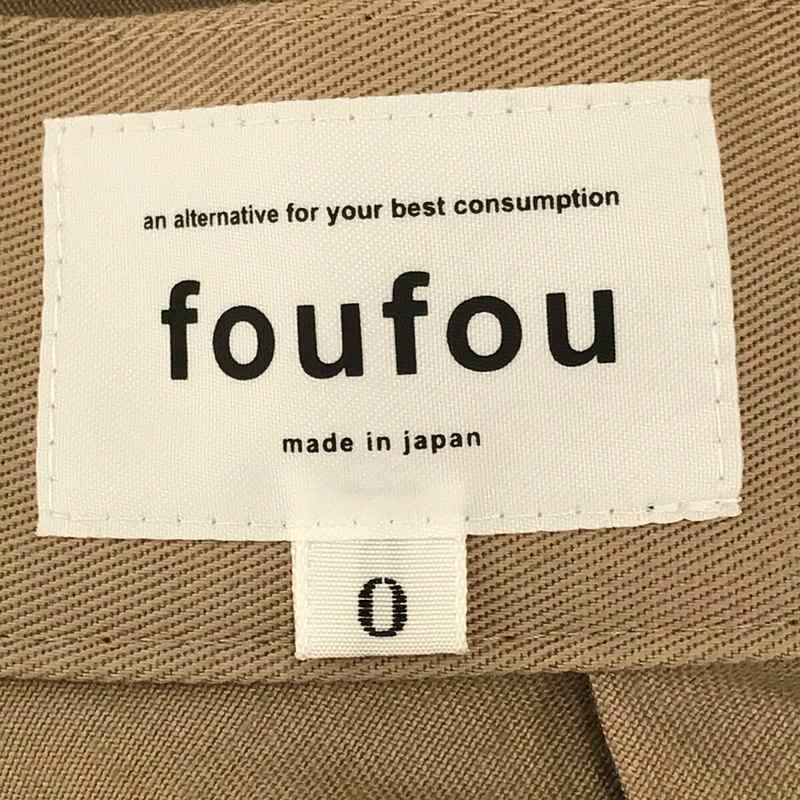 an alternative for your best consumption
foufou
made in japan
0